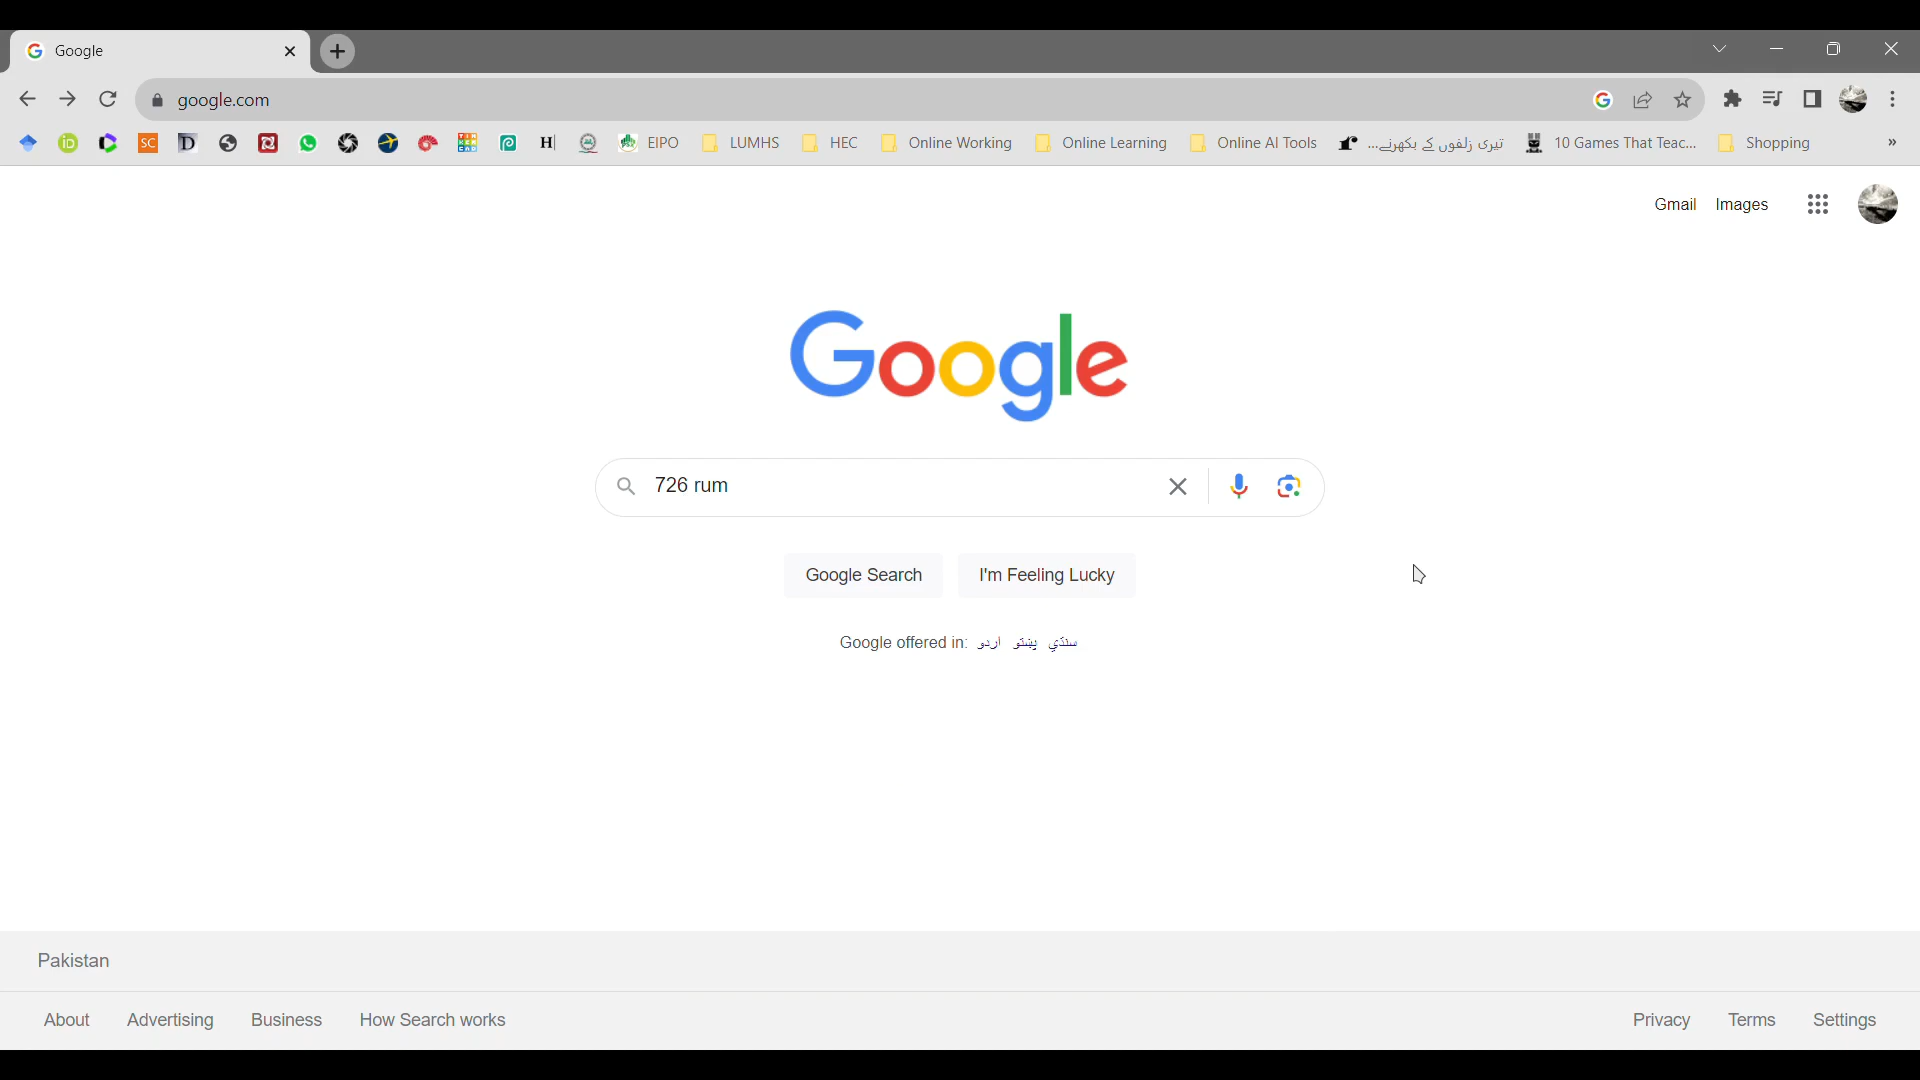 Google
google.com
iD SC D H EIPO LUMHS HEC Online Working Online Learning Online AI Tools تیری زلفوں کے بکھرنے... 10 Games That Teac... Shopping »
Gmail Images
Google
726 rum
Google Search I'm Feeling Lucky
Google offered in: اردو پښتو سنڌي
Pakistan
About Advertising Business How Search works Privacy Terms Settings